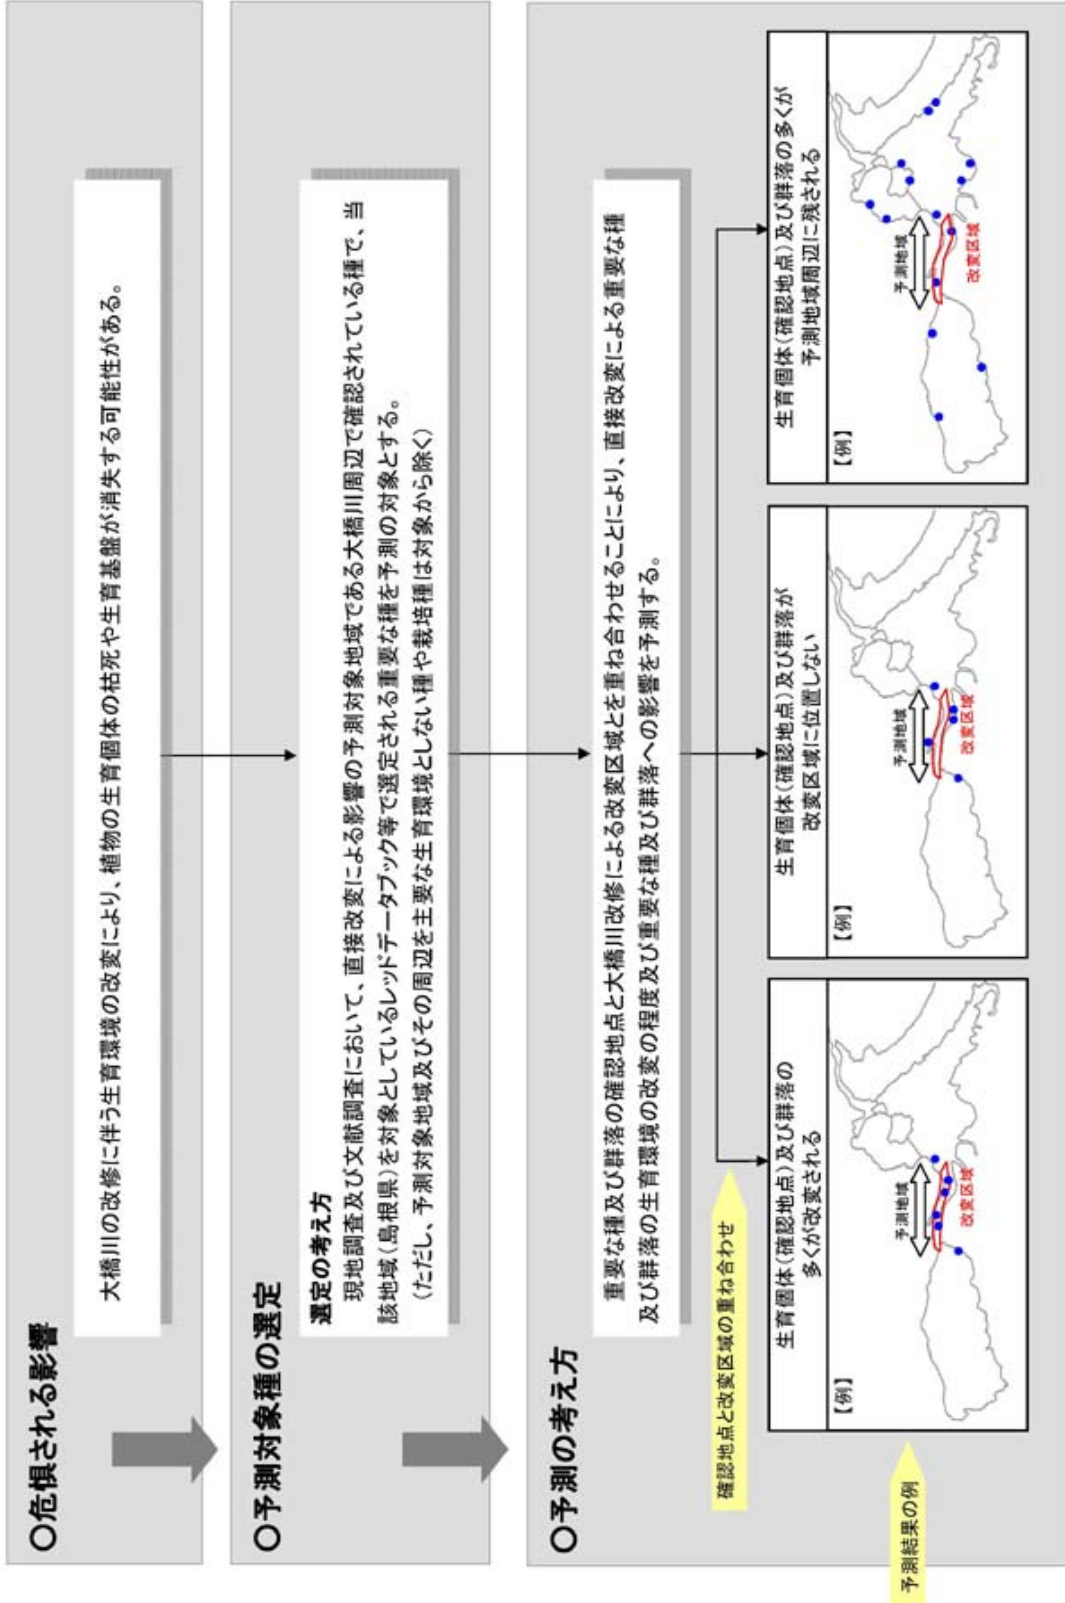 ○危惧される影響
大橋川の改修に伴う生育環境の改変により、植物の生育個体の枯死や生育基盤が消失する可能性がある。
○予測対象種の選定
選定の考え方
現地調査及び文献調査において、直接改変による影響の予測対象地域である大橋川周辺で確認されている種で、当
該地域(島根県)を対象としているレッドデータブック等で選定される重要な種を予測の対象とする。
(ただし、予測対象地域及びその周辺を主要な生育環境としない種や栽培種は対象から除く)
○予測の考え方
重要な種及び群落の確認地点と大橋川改修による改変区域とを重ね合わせることにより、直接改変による重要な種
及び群落の生育環境の改変の程度及び重要な種及び群落への影響を予測する。
確認地点と改変区域の重ね合わせ
予測結果の例
生育個体(確認地点)及び群落の
多くが改変される
【例】
予測地域
改変区域
生育個体(確認地点)及び群落が
改変区域に位置しない
【例】
予測地域
改変区域
生育個体(確認地点)及び群落の多くが
予測地域周辺に残される
【例】
予測地域
改変区域